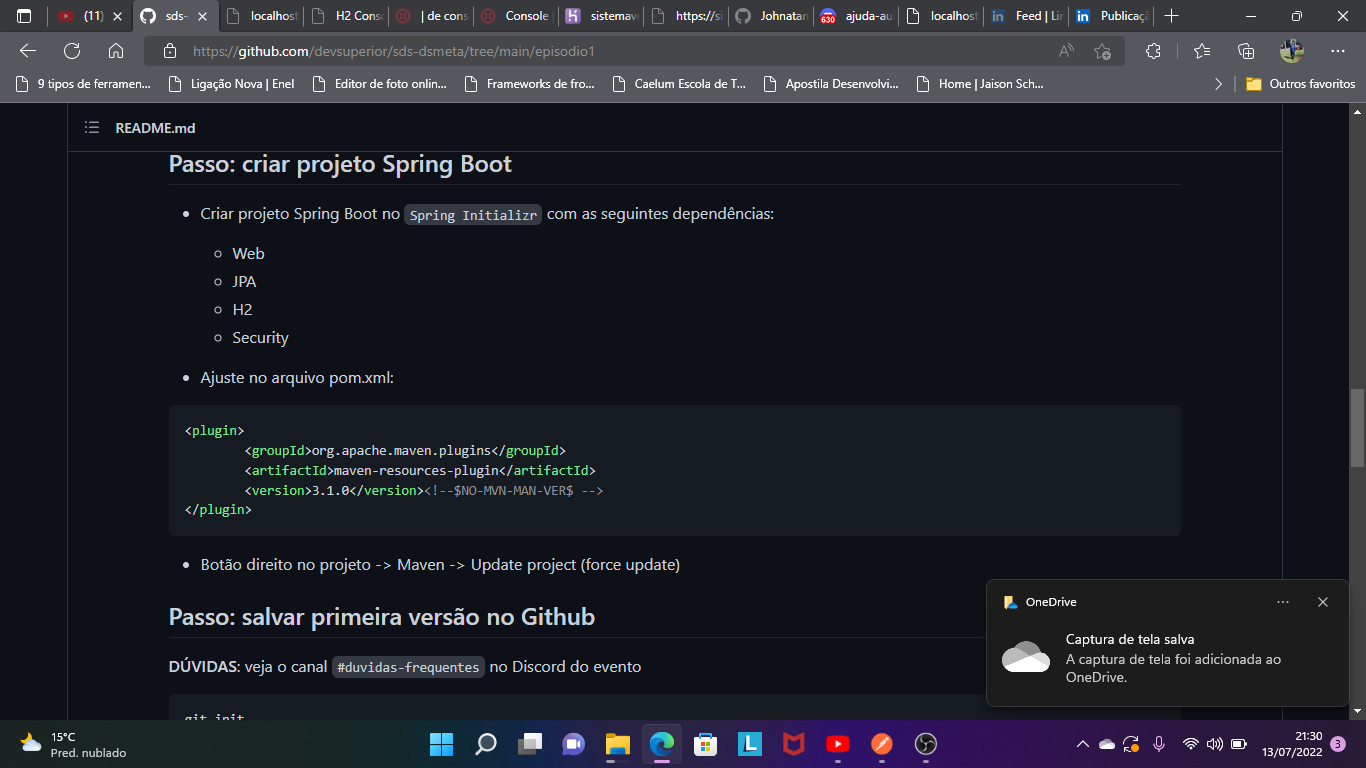 (11)
sds-
localhost
H2 Cons
| de cons
Console
sistemav
https://si
Johnatan
630
ajuda-au
localhost
Feed | Lin
Publicaçã
https://github.com/devsuperior/sds-dsmeta/tree/main/episodio1
9 tipos de ferramen...
Ligação Nova | Enel
Editor de foto onlin...
Frameworks de fro...
Caelum Escola de T...
Apostila Desenvolvi...
Home | Jaison Sch...
Outros favoritos
README.md
Passo: criar projeto Spring Boot
Criar projeto Spring Boot no Spring Initializr com as seguintes dependências:
Web
JPA
H2
Security
Ajuste no arquivo pom.xml:
<plugin>
<groupId>org.apache.maven.plugins</groupId>
<artifactId>maven-resources-plugin</artifactId>
<version>3.1.0</version><!--$NO-MVN-MAN-VER$ -->
</plugin>
Botão direito no projeto -> Maven -> Update project (force update)
Passo: salvar primeira versão no Github
DÚVIDAS: veja o canal #duvidas-frequentes no Discord do evento
git init
OneDrive
Captura de tela salva
A captura de tela foi adicionada ao
OneDrive.
15°C
Pred. nublado
L
21:30
13/07/2022
3